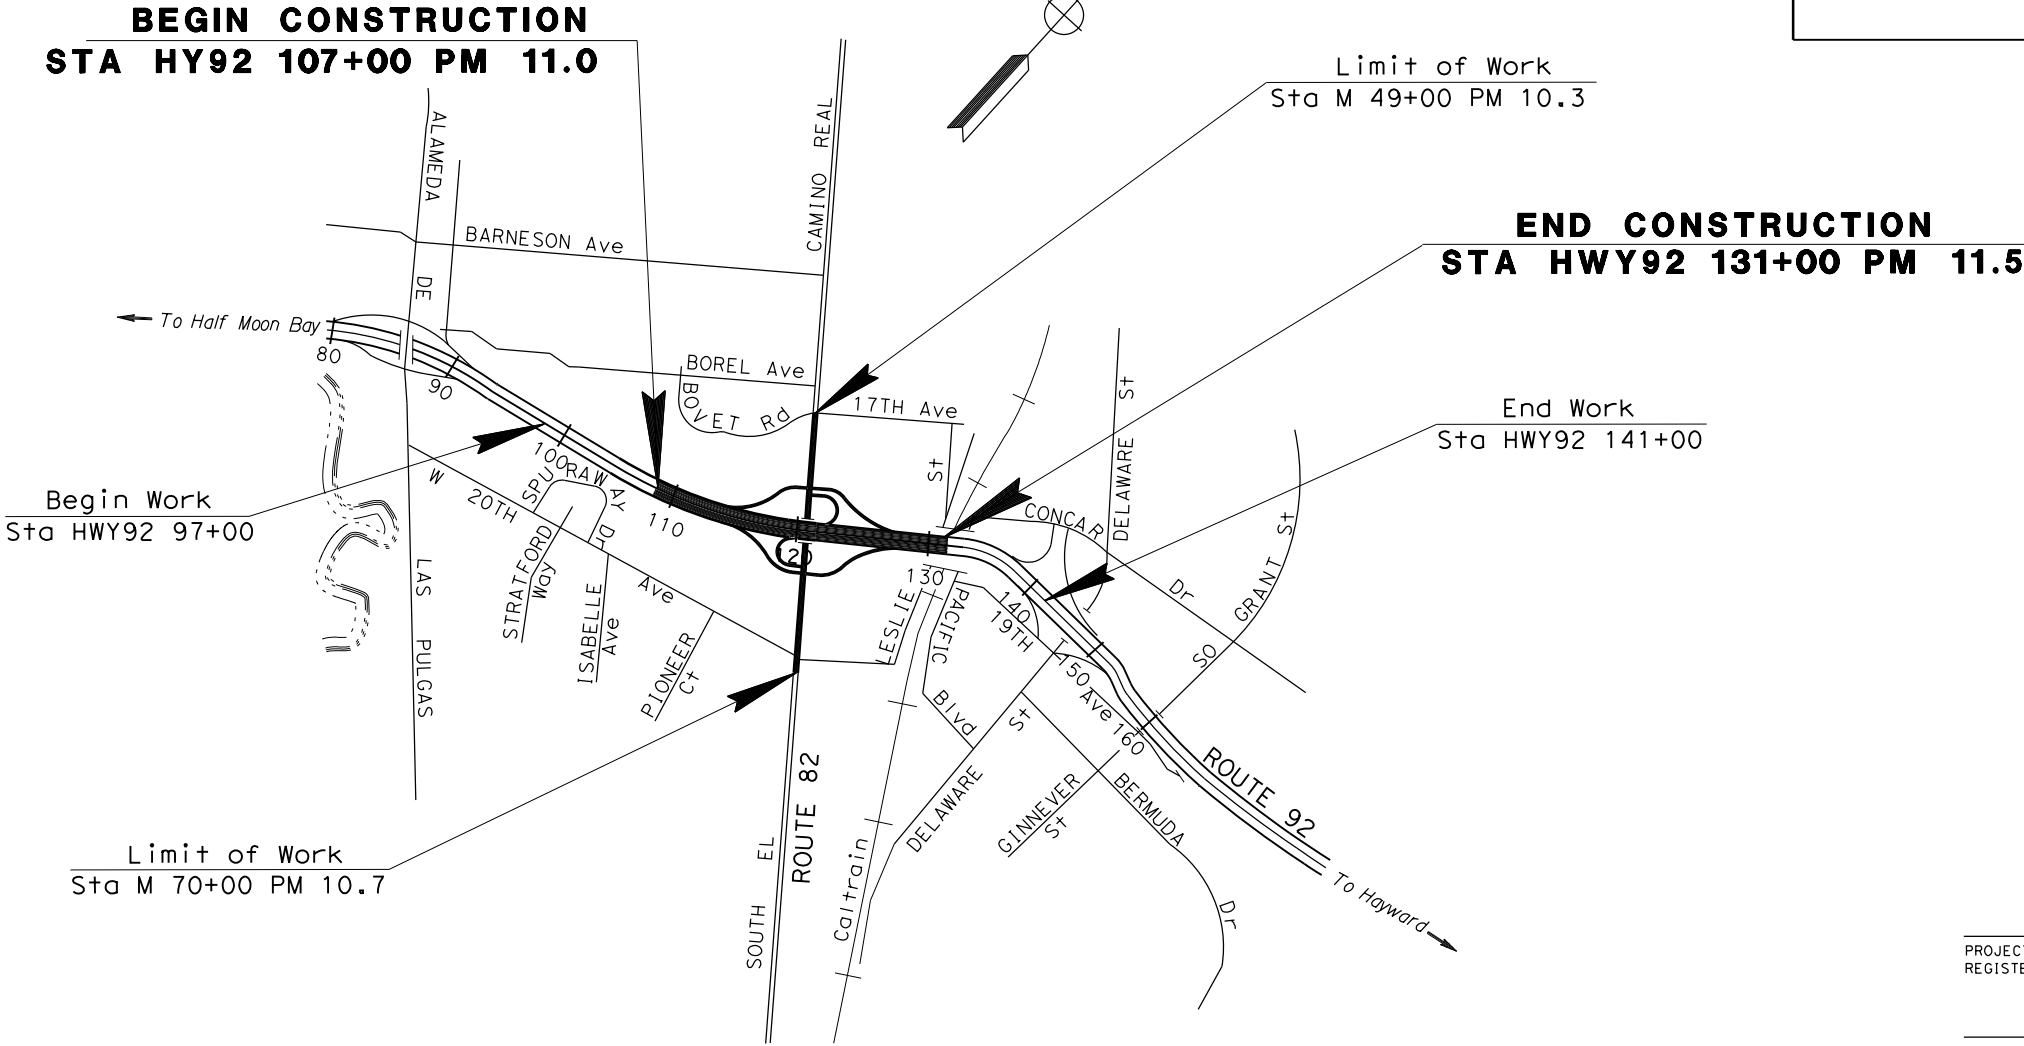 BEGIN CONSTRUCTION
STA HY92 107+00 PM 11.0
Limit of Work
Sta M 49+00 PM 10.3
END CONSTRUCTION
STA HWY92 131+00 PM 11.5
ALAMEDA
DE
LAS
PULGAS
CAMINO REAL
BARNESON Ave
To Half Moon Bay
80
90
100
110
120
130
140
150
160
BOREL Ave
BOVET Rd
17TH Ave
St
DELAWARE St
End Work
Sta HWY92 141+00
Begin Work
Sta HWY92 97+00
W 20TH Ave
SPURAWAY Dr
STRATFORD
Way
ISABELLE
Ave
PIONEER
Ct
LESLIE
PACIFIC
Blvd
CONCAR Dr
SO GRANT St
19TH
Ave
DELAWARE St
GINNEVER
St
BERMUDA
Dr
ROUTE 92
To Hayward
Limit of Work
Sta M 70+00 PM 10.7
SOUTH EL
ROUTE 82
Caltrain
PROJECT
REGISTE